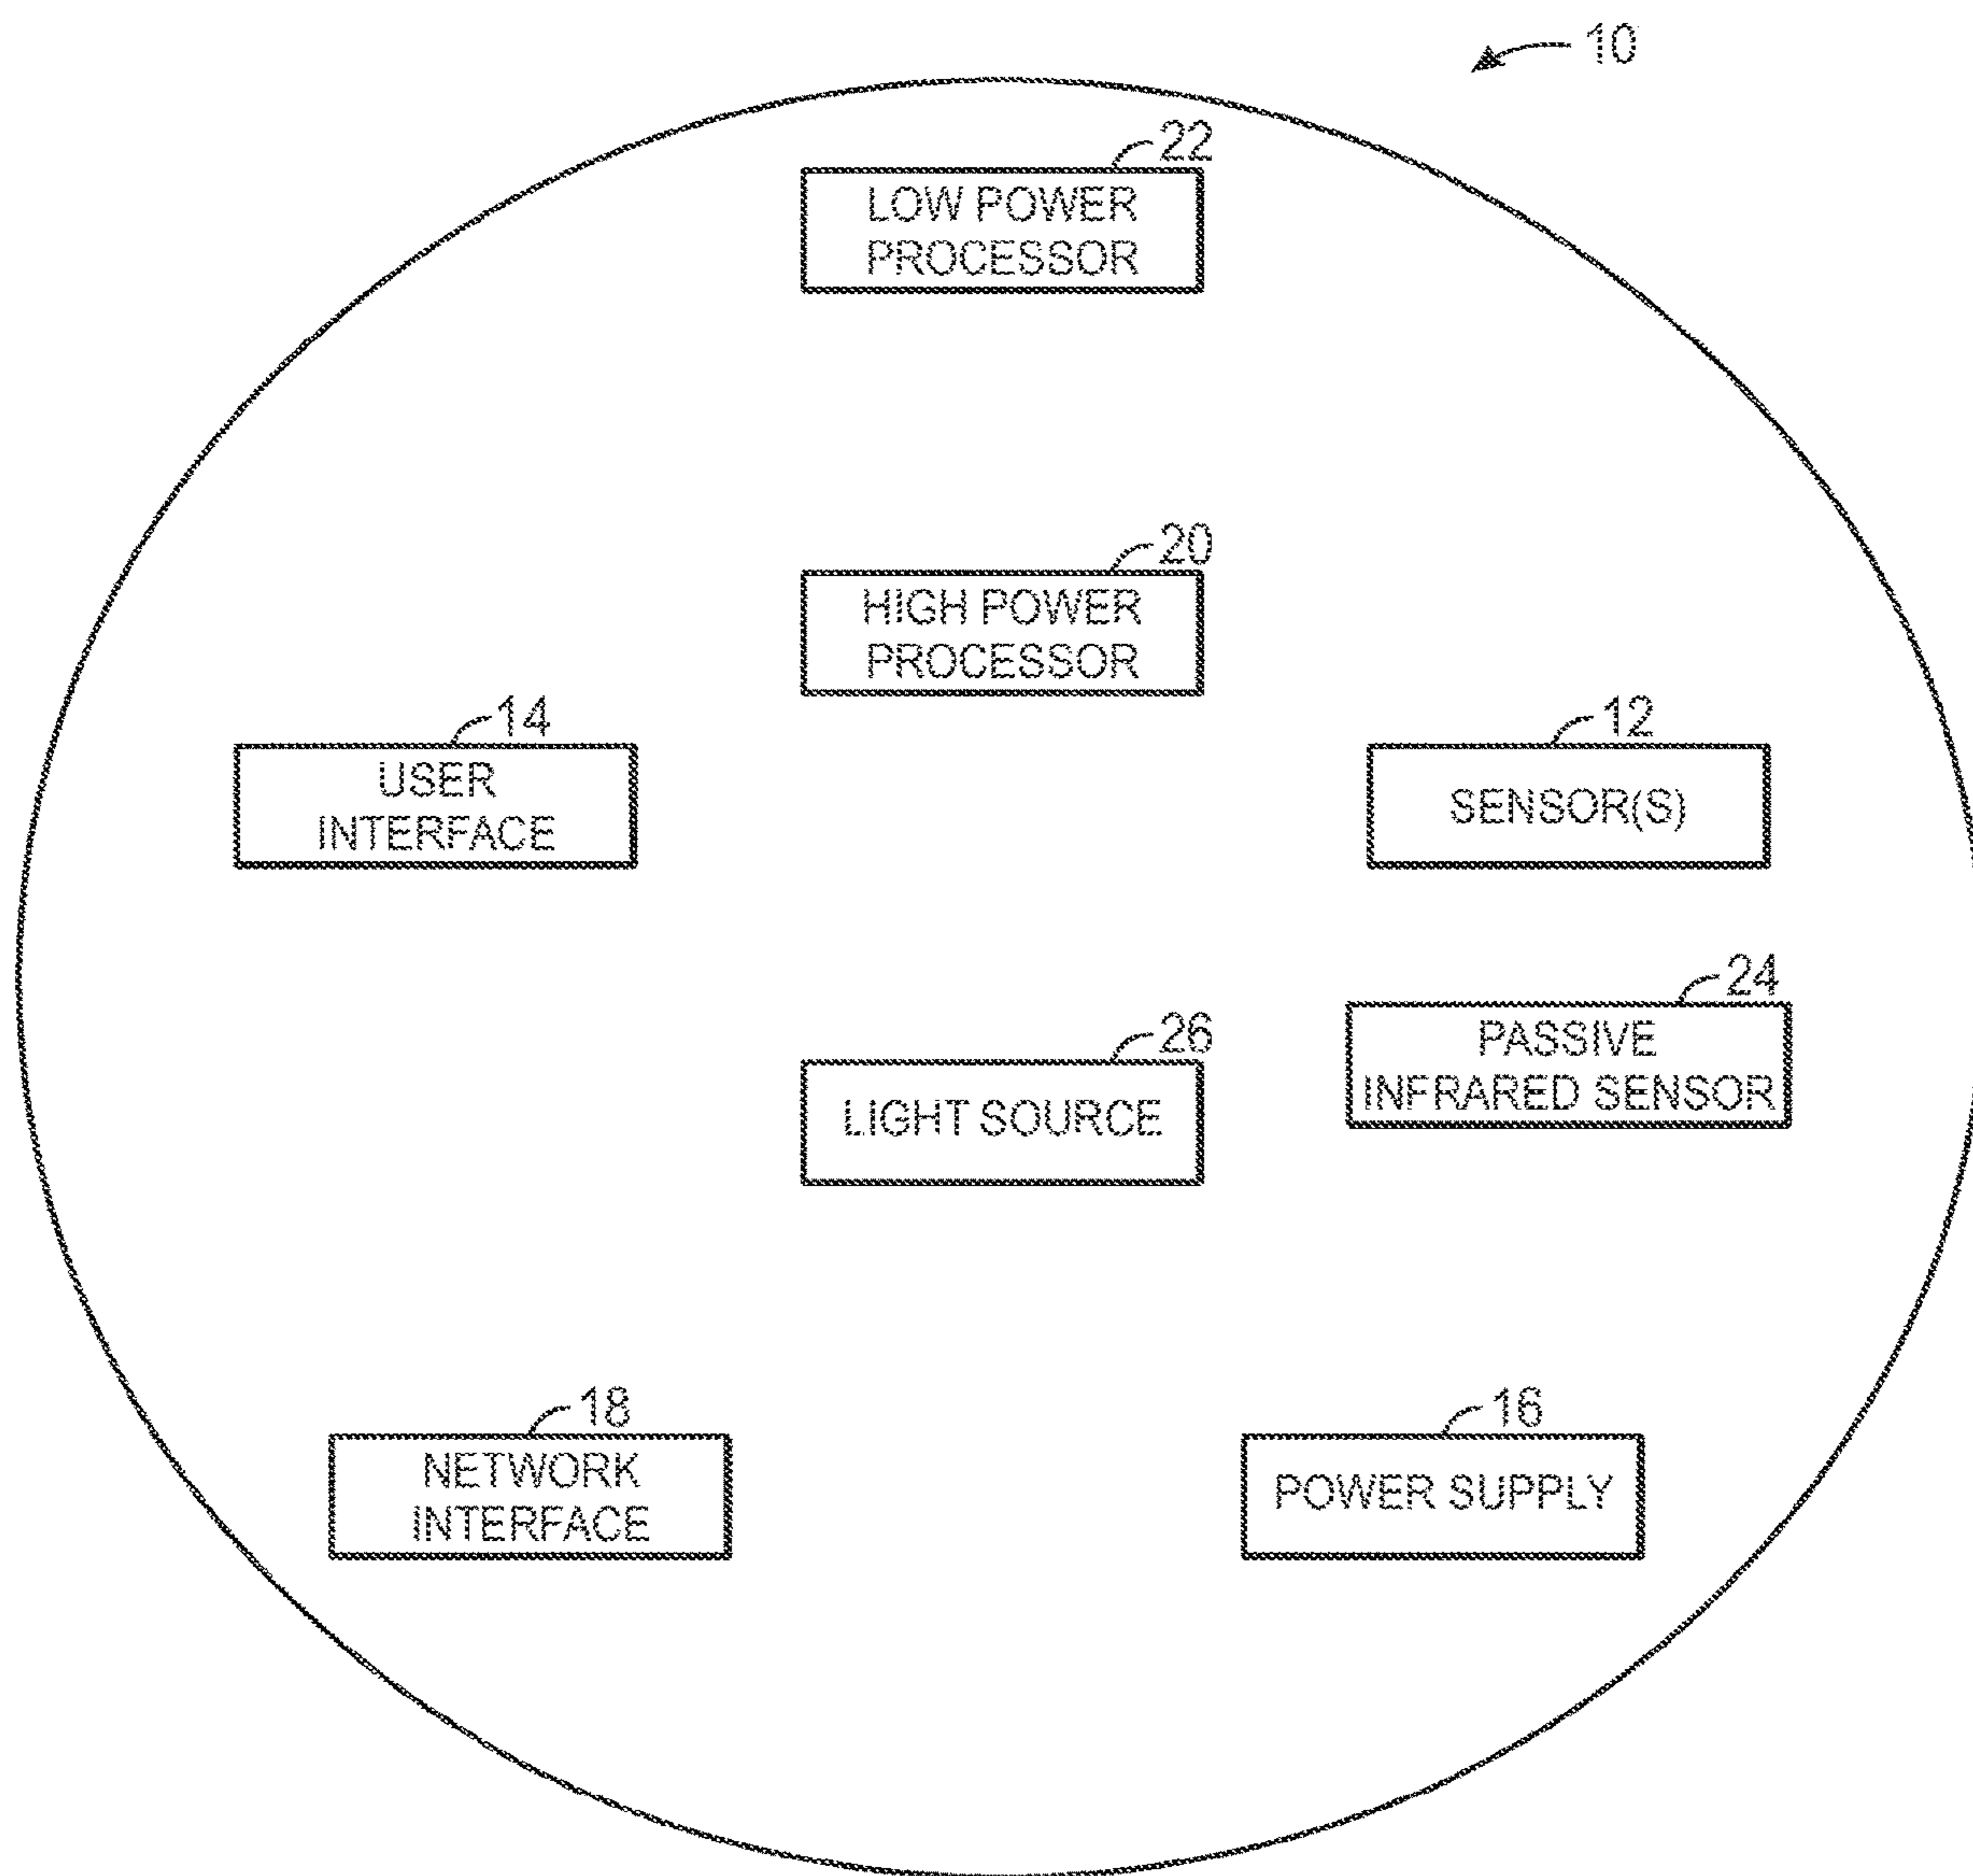 10
22
LOW POWER
PROCESSOR
20
HIGH POWER
PROCESSOR
14
USER
INTERFACE
12
SENSOR(S)
24
PASSIVE
INFRARED SENSOR
26
LIGHT SOURCE
18
NETWORK
INTERFACE
16
POWER SUPPLY